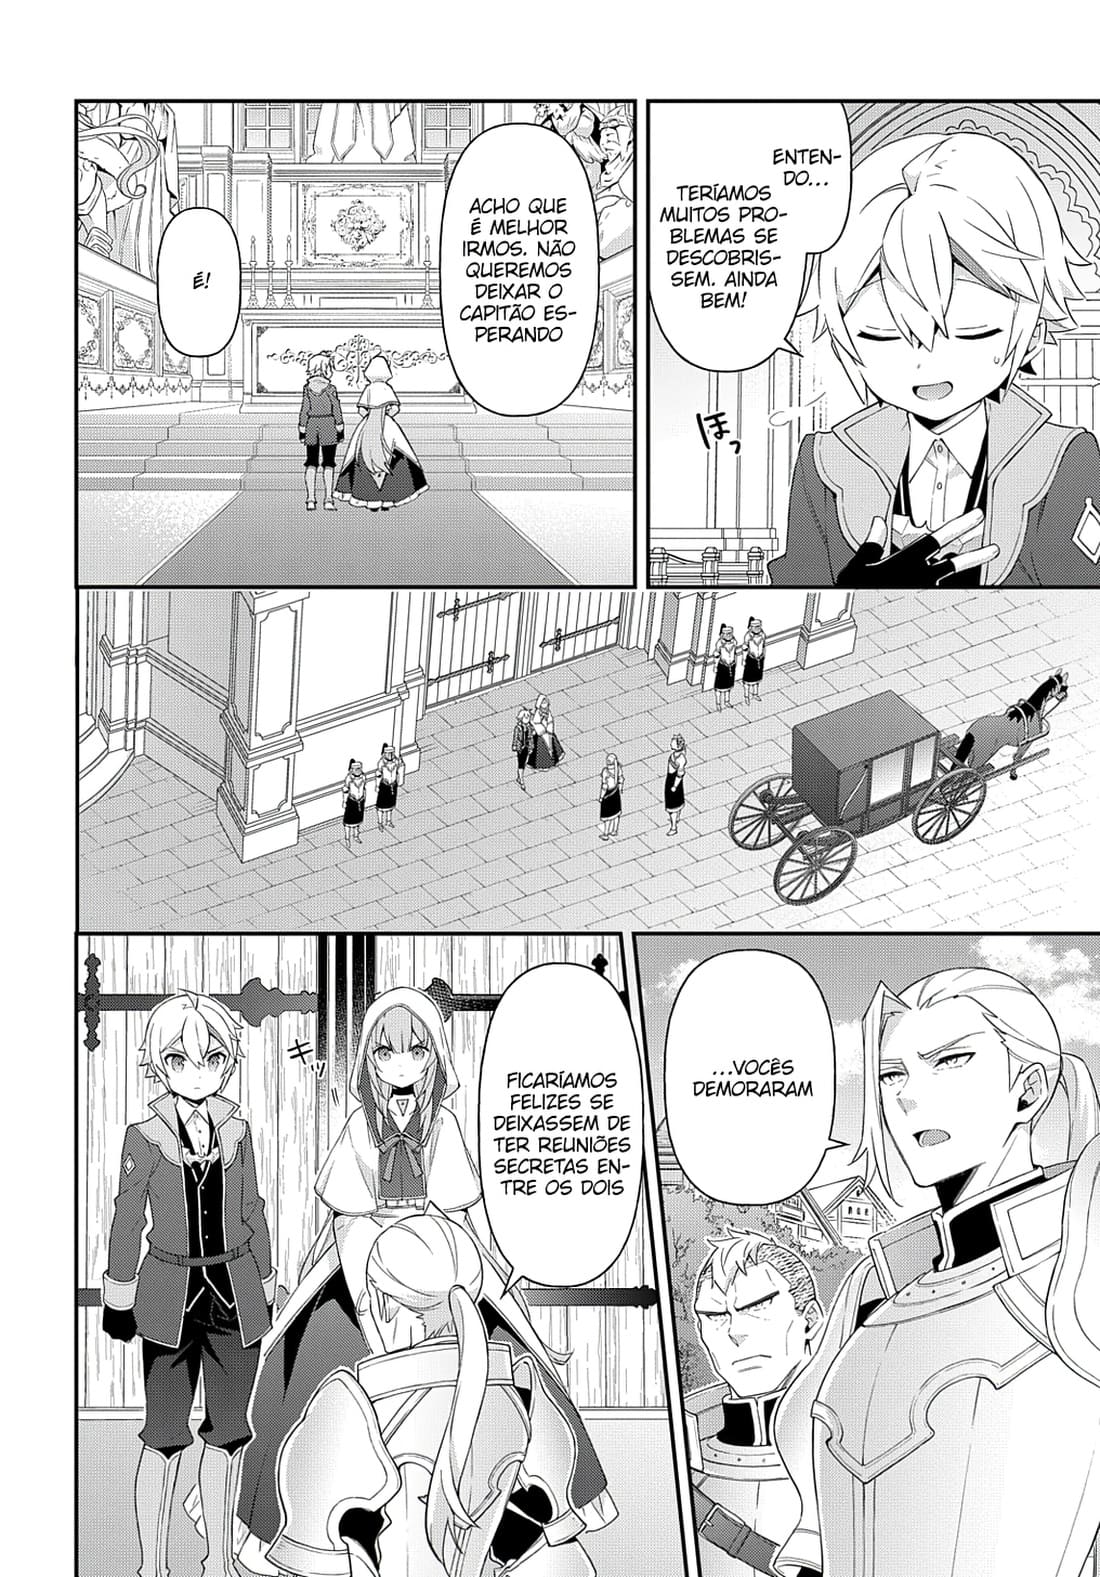 ENTEN-
DO...
TERÍAMOS
MUITOS PRO-
BLEMAS SE
DESCOBRIS-
SEM. AINDA
BEM!
ほっ
ACHO QUE
É MELHOR
IRMOS. NÃO
QUEREMOS
DEIXAR O
CAPITÃO ES-
PERANDO
É!
...VOCÊS
DEMORARAM
FICARÍAMOS
FELIZES SE
DEIXASSEM DE
TER REUNIÕES
SECRETAS EN-
TRE OS DOIS
キッ